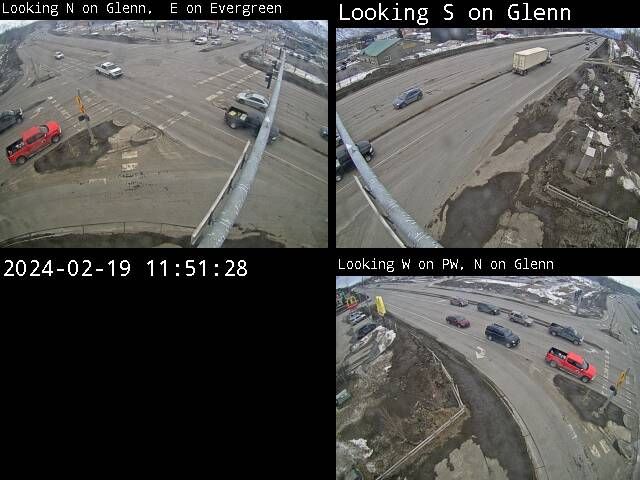 Looking N on Glenn,  E on Evergreen
Looking S on Glenn
2024-02-19 11:51:28
Looking W on PW, N on Glenn